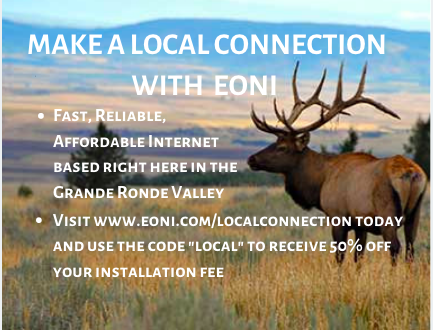 MAKE A LOCAL CONNECTION
WITH EONI
• Fast, Reliable,
Affordable Internet
based right here in the
Grande Ronde Valley
• Visit www.eoni.com/localconnection today
and use the code "local" to receive 50% off
your installation fee